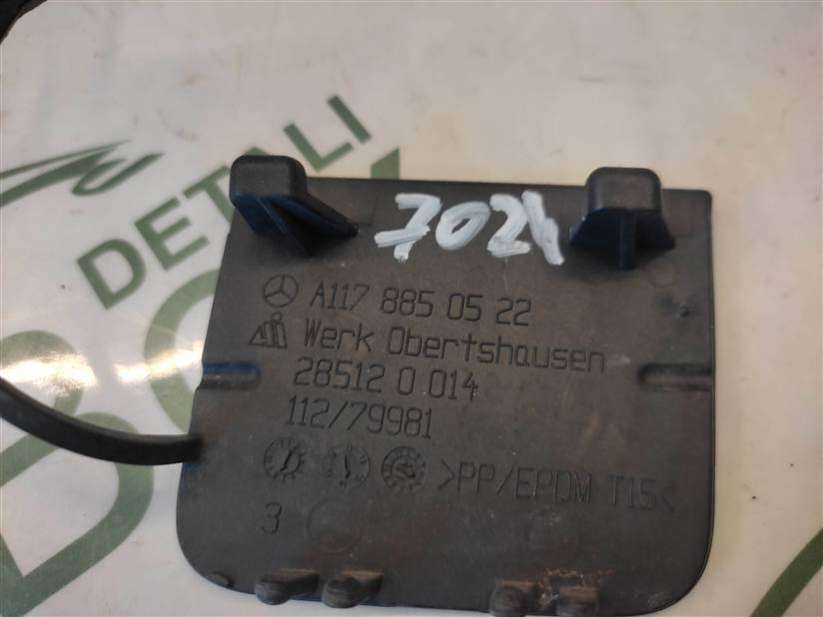 DETALI
7024
A117 885 05 22
Werk Obertshausen
28512 0 014
112/79981
>PP/EPDM T15<
3